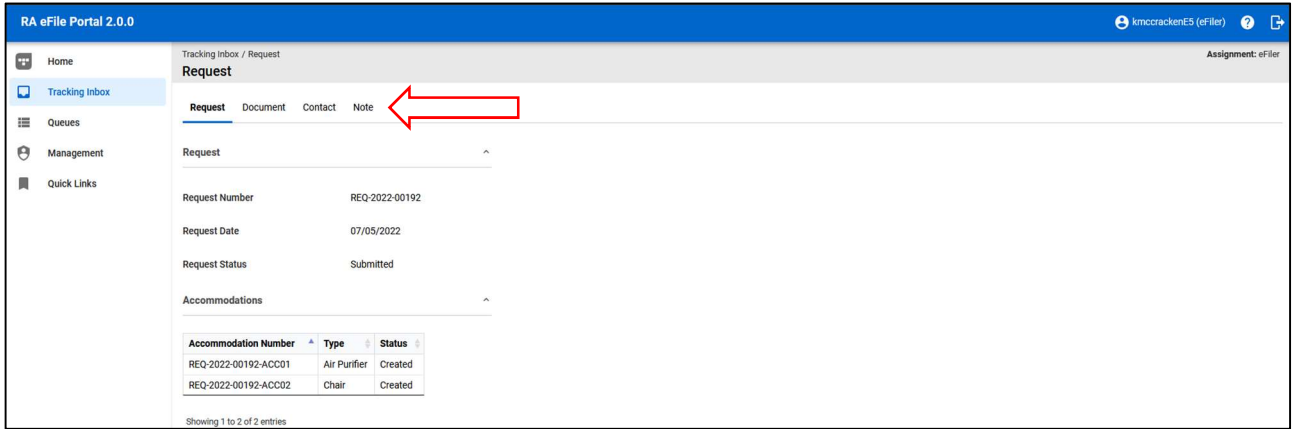 RA eFile Portal 2.0.0
kmccrackenE5 (eFiler) ?
Home
Tracking Inbox
Queues
Management
Quick Links
Tracking Inbox / Request
Assignment: eFiler
Request
Request Document Contact Note
Request
Request Number REQ-2022-00192
Request Date 07/05/2022
Request Status Submitted
Accommodations
Accommodation Number Type Status
REQ-2022-00192-ACC01 Air Purifier Created
REQ-2022-00192-ACC02 Chair Created
Showing 1 to 2 of 2 entries